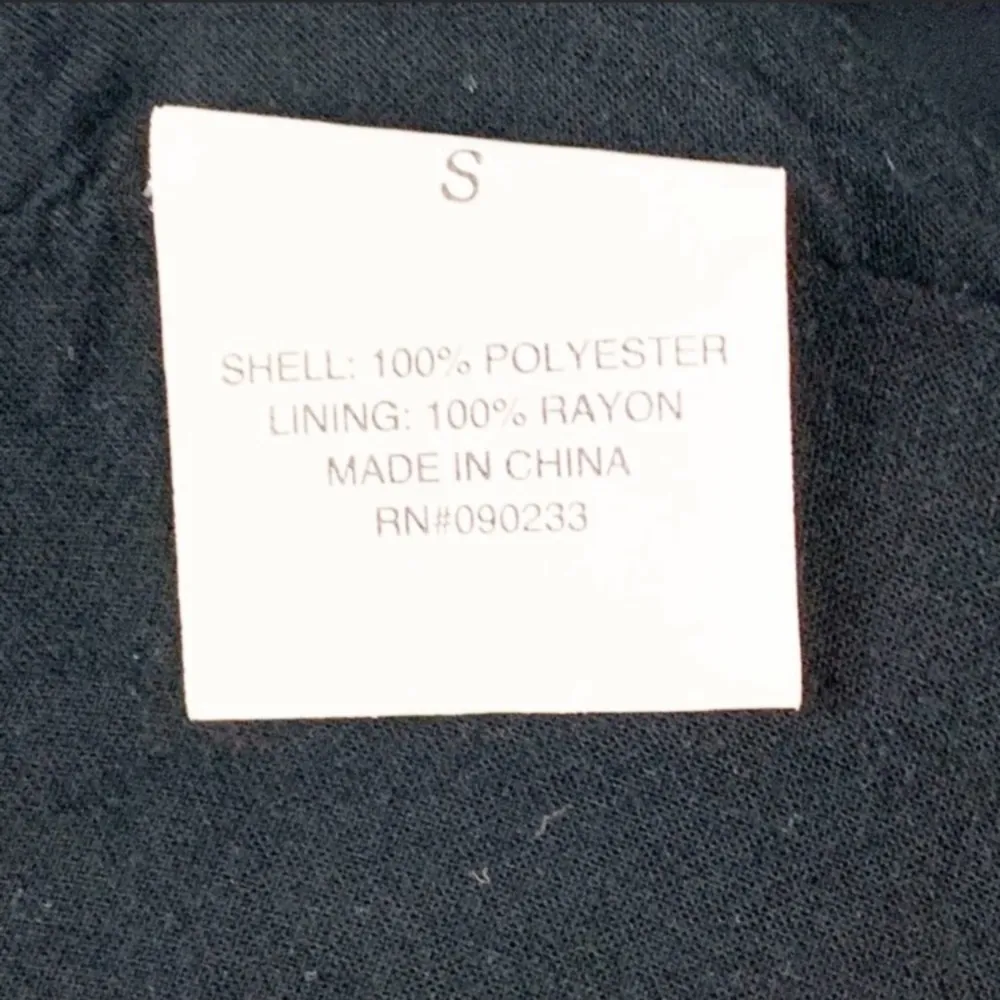 S
SHELL: 100% POLYESTER
LINING: 100% RAYON
MADE IN CHINA
RN#090233